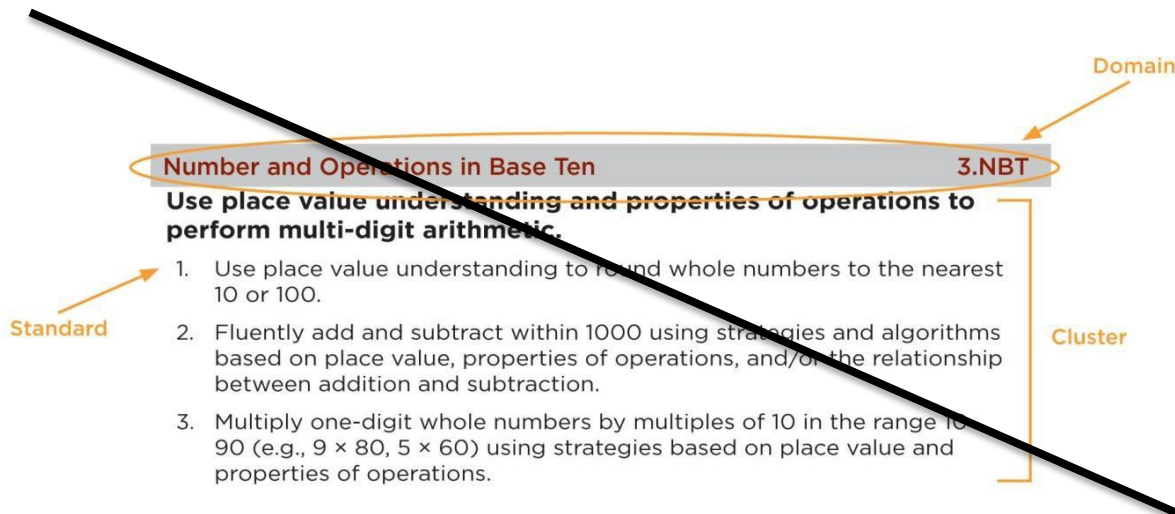 Domain
Number and Operations in Base Ten 3.NBT
Use place value understanding and properties of operations to
perform multi-digit arithmetic.
1. Use place value understanding to round whole numbers to the nearest
10 or 100.
Standard
2. Fluently add and subtract within 1000 using strategies and algorithms
based on place value, properties of operations, and/or the relationship
between addition and subtraction.
Cluster
3. Multiply one-digit whole numbers by multiples of 10 in the range 10
90 (e.g., 9 × 80, 5 × 60) using strategies based on place value and
properties of operations.